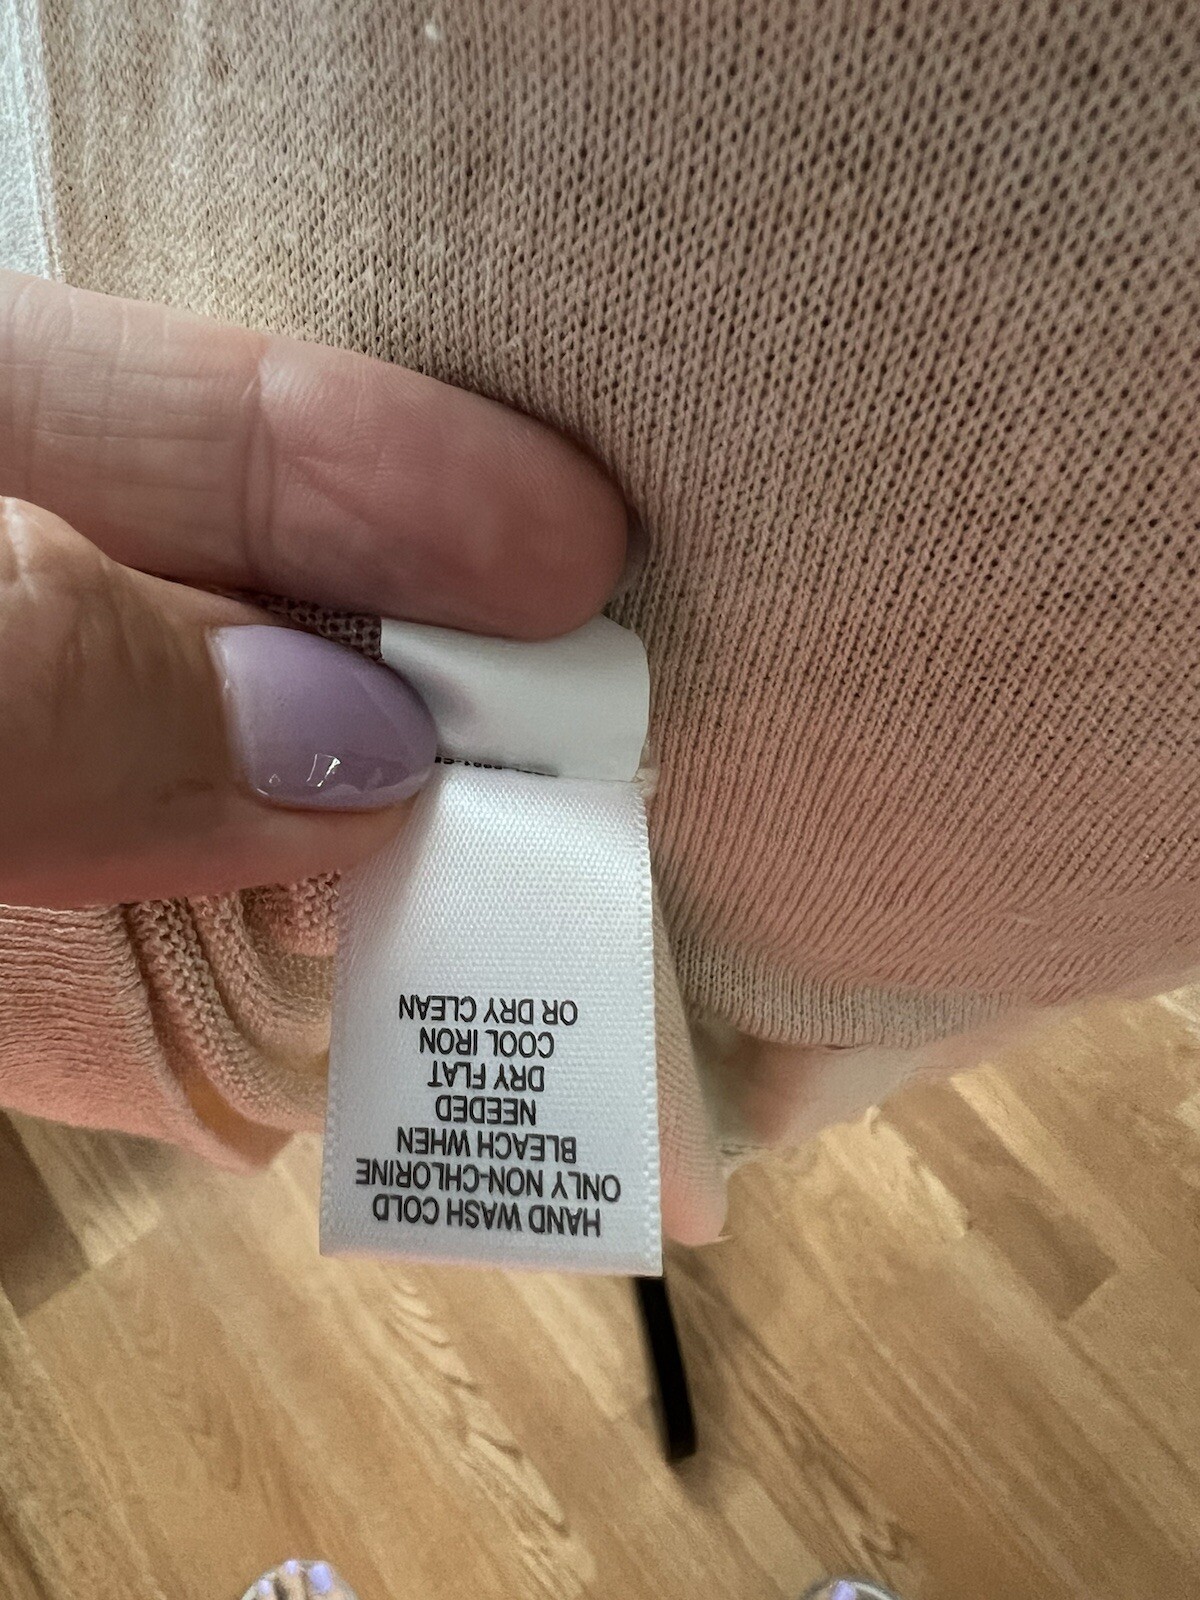 HAND WASH COLD
ONLY NON-CHLORINE
BLEACH WHEN
NEEDED
DRY FLAT
COOL IRON
OR DRY CLEAN